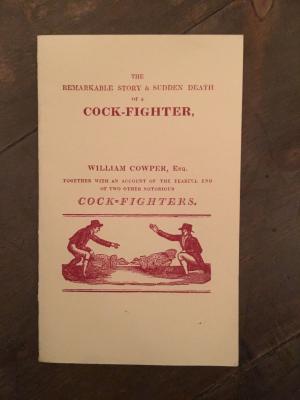 THE
REMARKABLE STORY & SUDDEN DEATH
OF A
COCK-FIGHTER,
WILLIAM COWPER, Esq.
TOGETHER WITH AN ACCOUNT OF THE FEARFUL END
OF TWO OTHER NOTORIOUS
COCK=FIGHTERS.